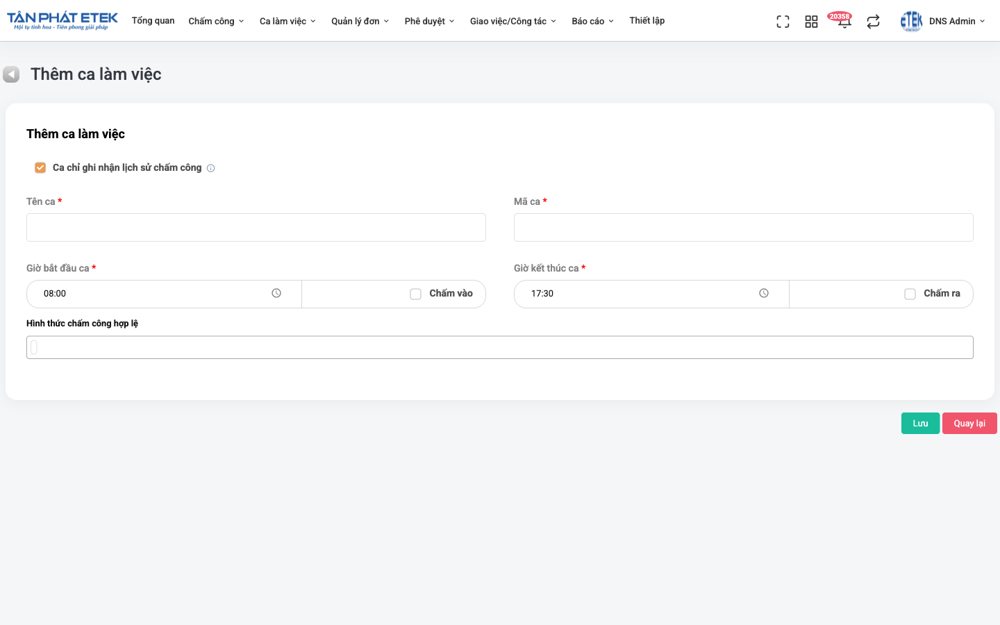 TÂN PHÁT ETEK
Hội tụ tinh hoa - Tiên phong giải pháp
Tổng quan
Chấm công
Ca làm việc
Quản lý đơn
Phê duyệt
Giao việc/Công tác
Báo cáo
Thiết lập
20358
ETEK
DNS Admin
Thêm ca làm việc
Thêm ca làm việc
Ca chỉ ghi nhận lịch sử chấm công
Tên ca *
Mã ca *
Giờ bắt đầu ca *
Giờ kết thúc ca *
08:00
Chấm vào
17:30
Chấm ra
Hình thức chấm công hợp lệ
Lưu
Quay lại